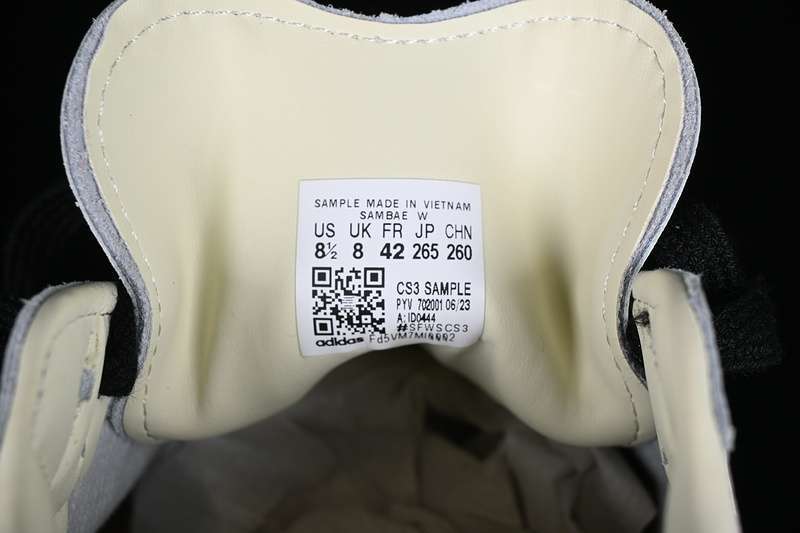 SAMPLE MADE IN VIETNAM
SAMBAE W
US UK FR JP CHN
8½ 8 42 265 260
CS3 SAMPLE
PYV 702001 06/23
A: ID0444
#SFWSCS3
adidas